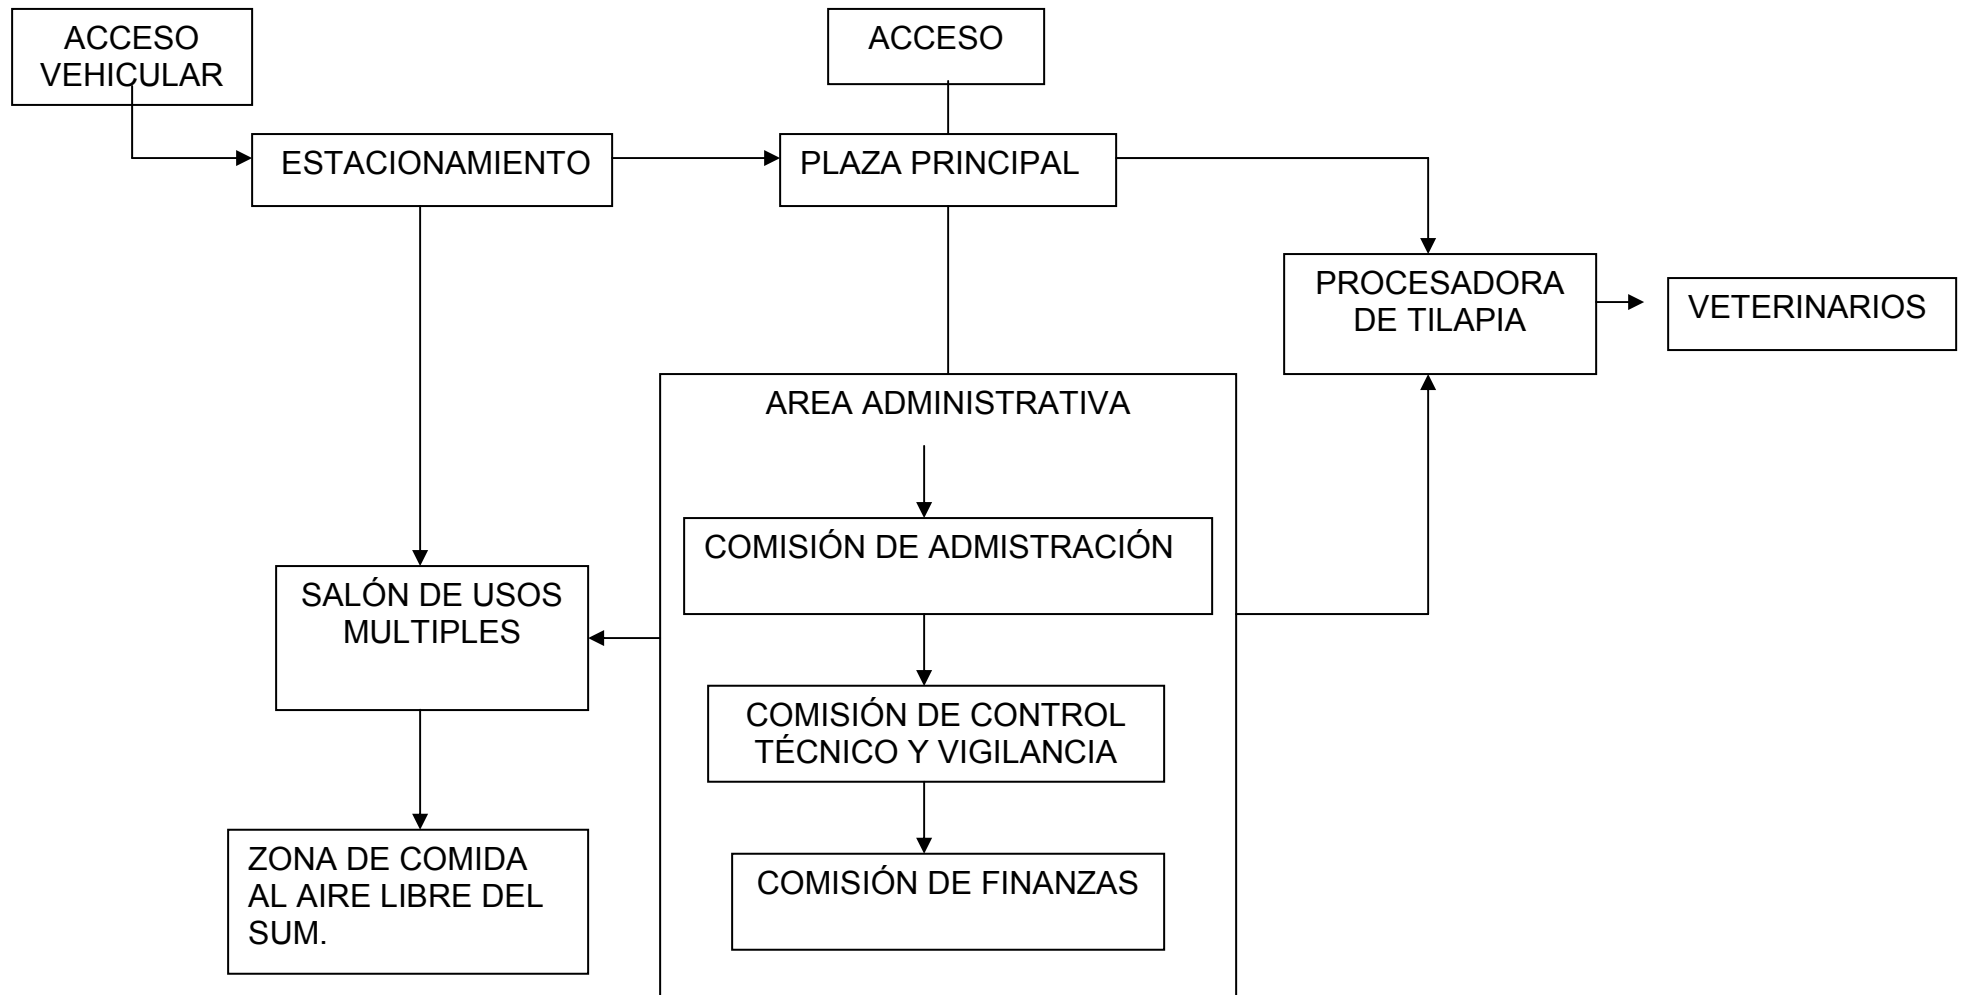 ACCESO
VEHICULAR
ACCESO
ESTACIONAMIENTO
PLAZA PRINCIPAL
PROCESADORA
DE TILAPIA
VETERINARIOS
AREA ADMINISTRATIVA
COMISIÓN DE ADMISTRACIÓN
SALÓN DE USOS
MULTIPLES
COMISIÓN DE CONTROL
TÉCNICO Y VIGILANCIA
ZONA DE COMIDA
AL AIRE LIBRE DEL
SUM.
COMISIÓN DE FINANZAS